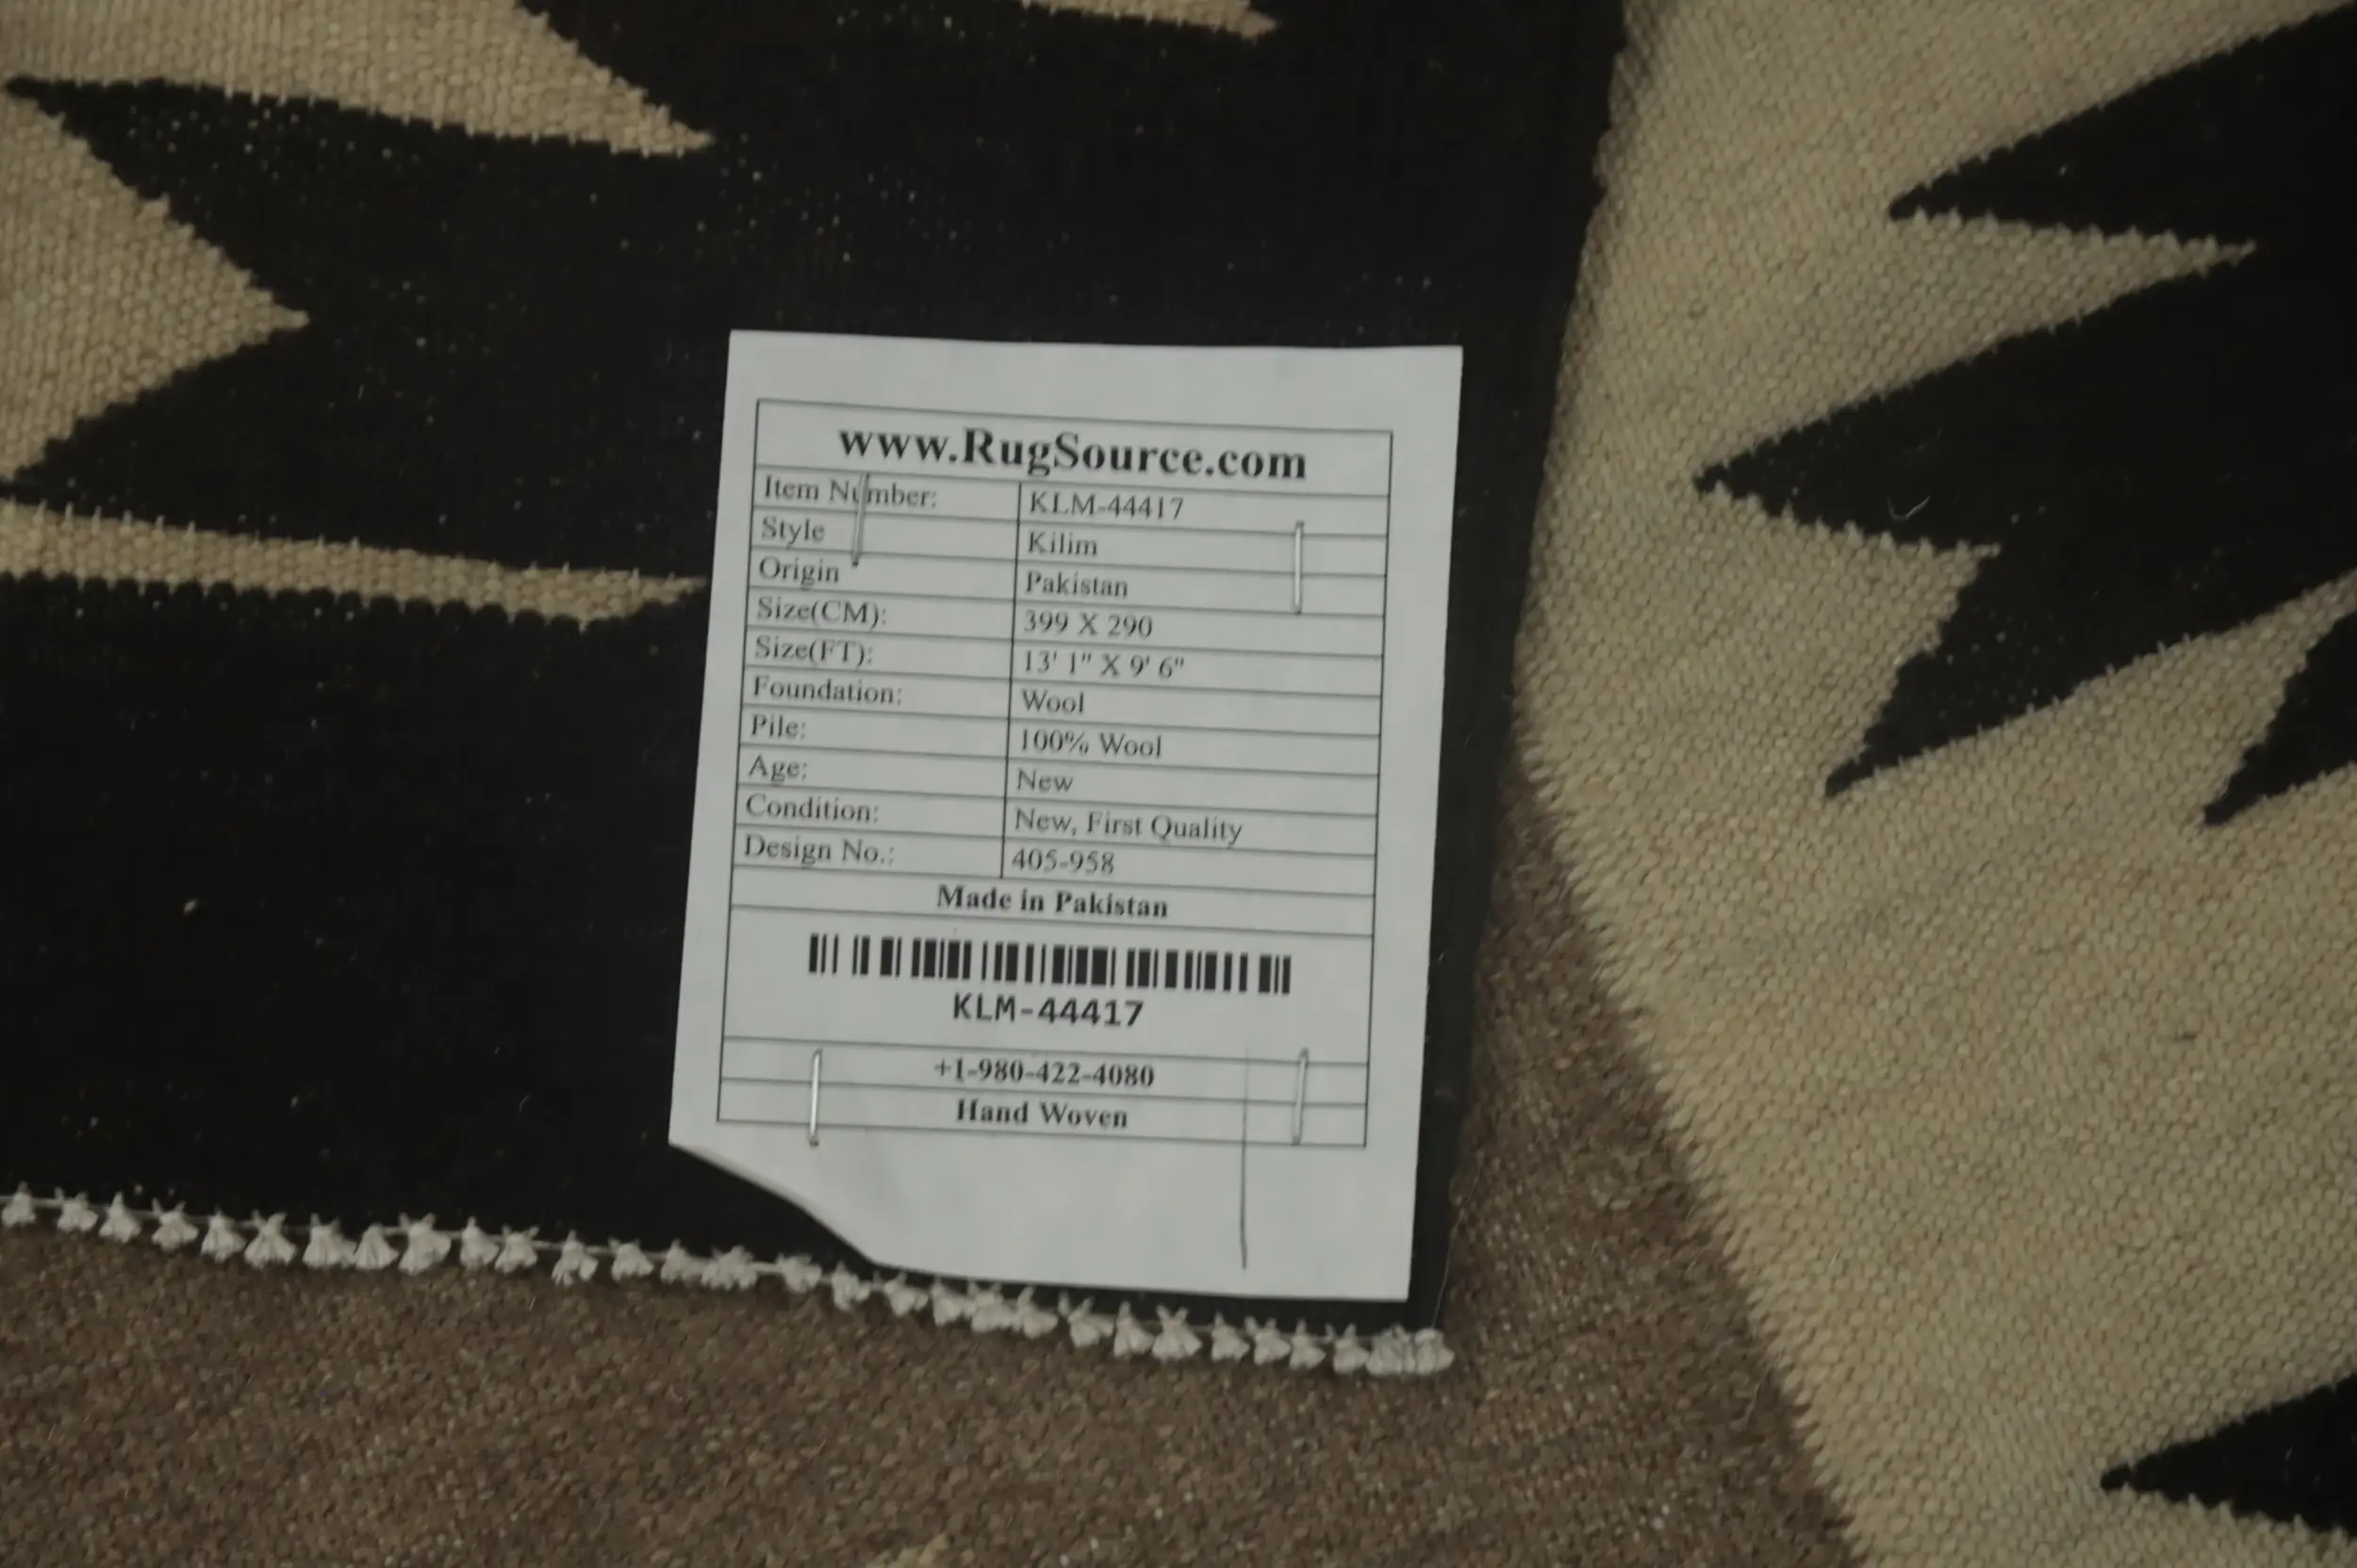 www.RugSource.com
Item Number: KLM-44417
Style Kilim
Origin Pakistan
Size(CM): 399 X 290
Size(FT): 13' 1" X 9' 6"
Foundation: Wool
Pile: 100% Wool
Age: New
Condition: New, First Quality
Design No.: 405-958
Made in Pakistan
KLM-44417
+1-980-422-4080
Hand Woven